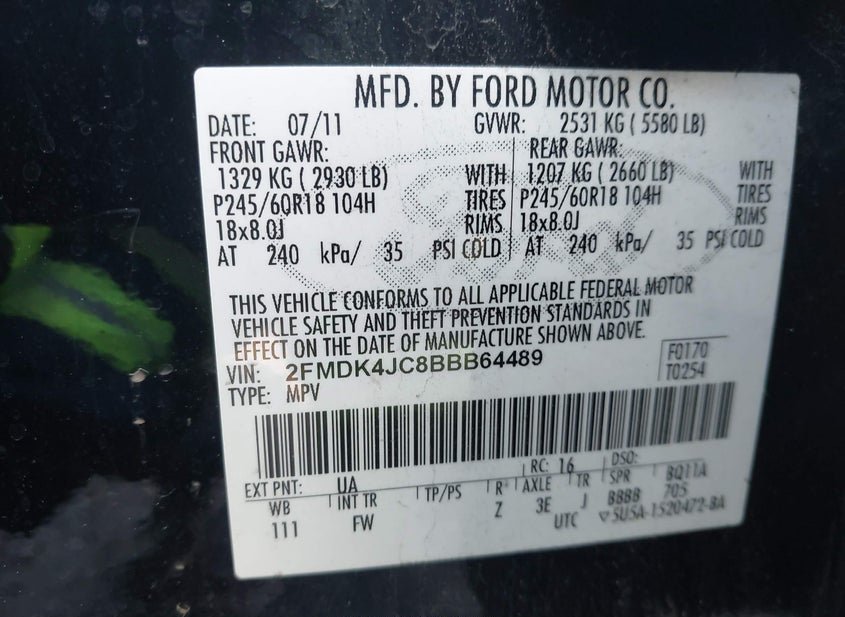 MFD. BY FORD MOTOR CO.
DATE: 07/11 GVWR: 2531 KG ( 5580 LB)
FRONT GAWR: REAR GAWR:
1329 KG ( 2930 LB) WITH 1207 KG ( 2660 LB) WITH
P245/60R18 104H TIRES P245/60R18 104H TIRES
18x8.0J RIMS 18x8.0J RIMS
AT 240 kPa/ 35 PSI COLD AT 240 kPa/ 35 PSI COLD
THIS VEHICLE CONFORMS TO ALL APPLICABLE FEDERAL MOTOR
VEHICLE SAFETY AND THEFT PREVENTION STANDARDS IN
EFFECT ON THE DATE OF MANUFACTURE SHOWN ABOVE.
VIN: 2FMDK4JC8BBB64489 F0170
TYPE: MPV T0254
EXT PNT: UA RC: 16 DSO:
WB INT TR TP/PS R AXLE TR SPR BQ11A
111 FW Z 3E J BBBB 705
UTC 5U5A-1520472-BA